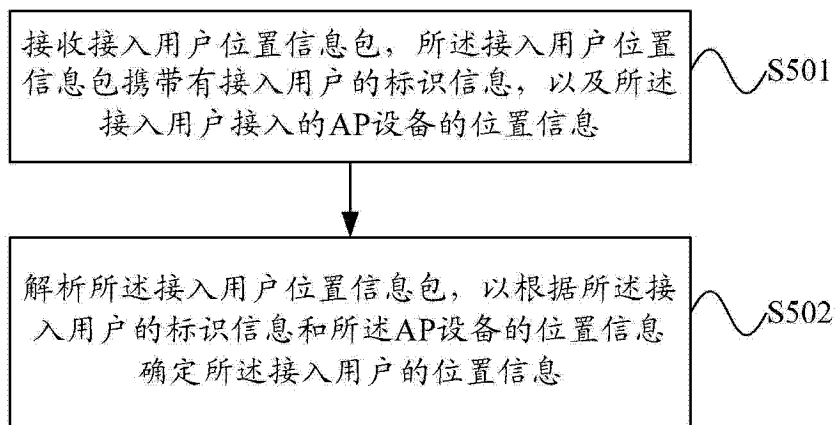 接收接入用户位置信息包，所述接入用户位置
信息包携带有接入用户的标识信息，以及所述
接入用户接入的AP设备的位置信息
S501
解析所述接入用户位置信息包，以根据所述接
入用户的标识信息和所述AP设备的位置信息
确定所述接入用户的位置信息
S502